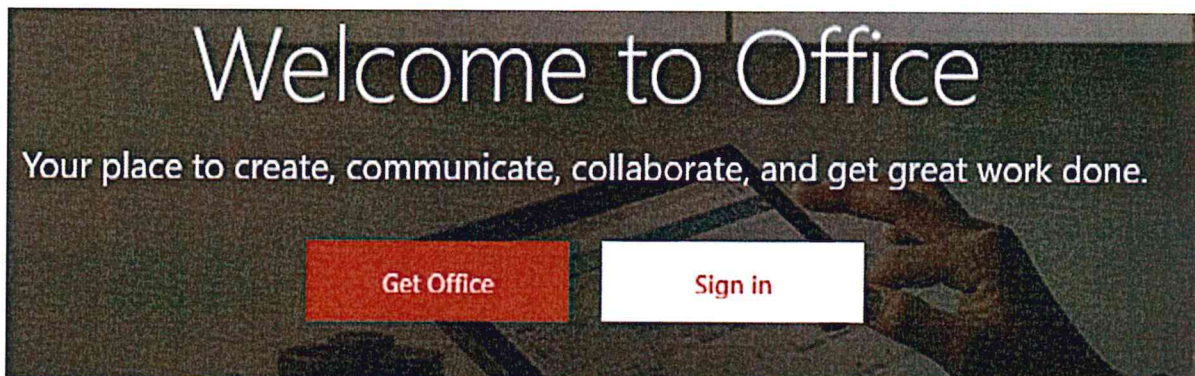 Welcome to Office
Your place to create, communicate, collaborate, and get great work done.
Get Office
Sign in